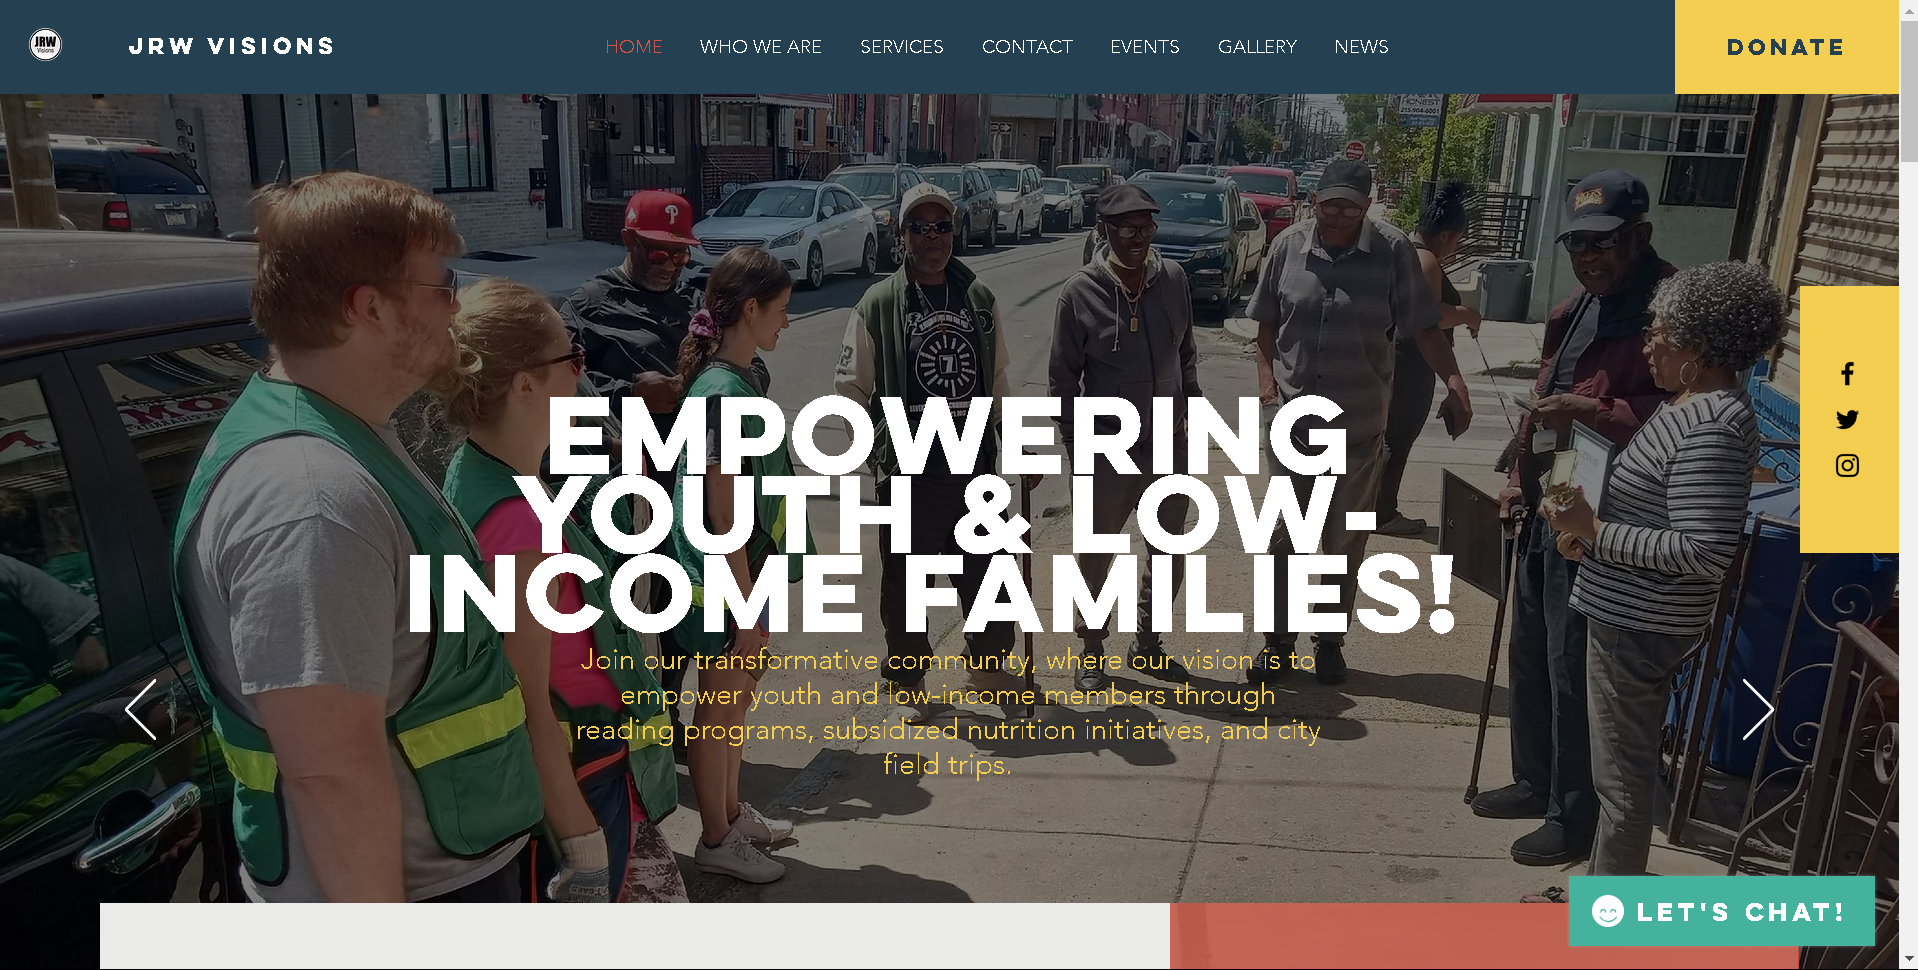 JRW
Visions
JRW VISIONS
HOME
WHO WE ARE
SERVICES
CONTACT
EVENTS
GALLERY
NEWS
DONATE
HONEST
P
7
EMPOWERING
YOUTH & LOW-
INCOME FAMILIES!
Join our transformative community, where our vision is to
empower youth and low-income members through
reading programs, subsidized nutrition initiatives, and city
field trips.
LET'S CHAT!